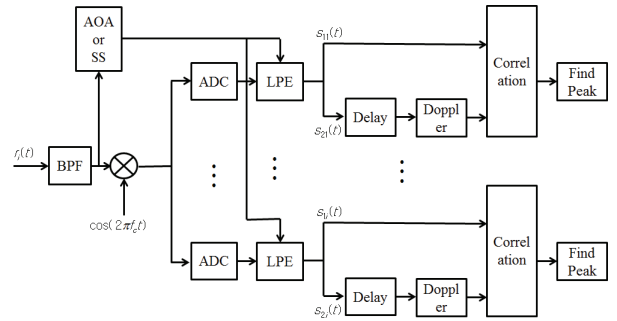 AOA
or
SS
s₁₁(t)
ADC
LPE
Correl
ation
Find
Peak
Delay
Doppl
er
s₂₁(t)
rᵢ(t)
BPF
cos(2πf꜀t)
s₁ᵢ(t)
ADC
LPE
Correl
ation
Find
Peak
Delay
Doppl
er
s₂ᵢ(t)